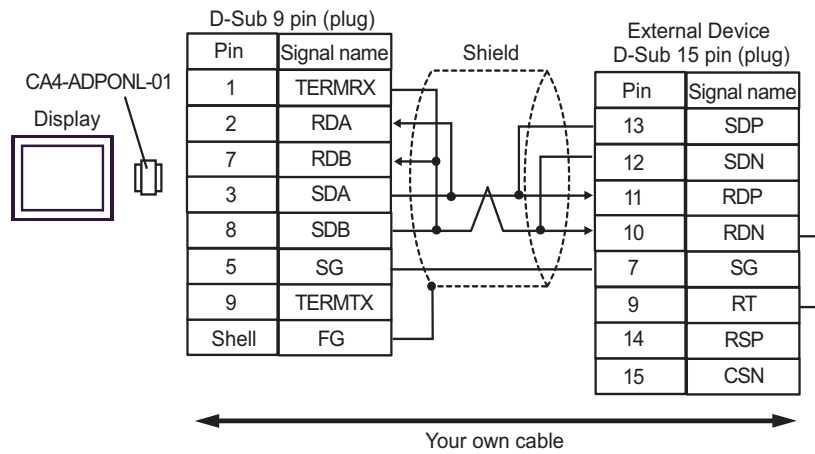 D-Sub 9 pin (plug)
Pin Signal name
1 TERMRX
2 RDA
7 RDB
3 SDA
8 SDB
5 SG
9 TERMTX
Shell FG
CA4-ADPONL-01
Display
Shield
External Device
D-Sub 15 pin (plug)
Pin Signal name
13 SDP
12 SDN
11 RDP
10 RDN
7 SG
9 RT
14 RSP
15 CSN
Your own cable